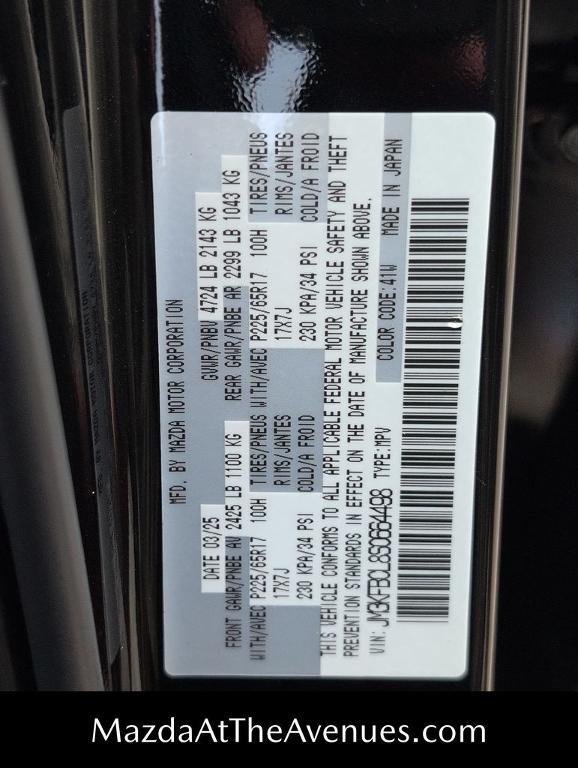 MFD. BY MAZDA MOTOR CORPORATION
DATE 03/25 GVWR/PNBV 4724 LB 2143 KG
FRONT GAWR/PNBE AV 2425 LB 1100 KG REAR GAWR/PNBE AR 2299 LB 1043 KG
WITH/AVEC P225/65R17 100H TIRES/PNEUS WITH/AVEC P225/65R17 100H TIRES/PNEUS
17X7J RIMS/JANTES 17X7J RIMS/JANTES
230 KPA/34 PSI COLD/A FROID 230 KPA/34 PSI COLD/A FROID
THIS VEHICLE CONFORMS TO ALL APPLICABLE FEDERAL MOTOR VEHICLE SAFETY AND THEFT
PREVENTION STANDARDS IN EFFECT ON THE DATE OF MANUFACTURE SHOWN ABOVE.
VIN: JM3KFBCL8S0664498 TYPE:MPV COLOR CODE:41W MADE IN JAPAN
MazdaAtTheAvenues.com